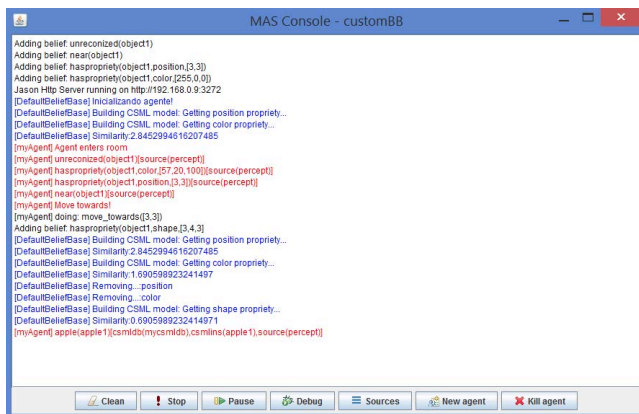 MAS Console - customBB
Adding belief: unreconized(object1)
Adding belief: near(object1)
Adding belief: haspropriety(object1,position,[3,3])
Adding belief: haspropriety(object1,color,[255,0,0])
Jason Http Server running on http://192.168.0.9:3272
[DefaultBeliefBase] Inicializando agente!
[DefaultBeliefBase] Building CSML model: Getting position propriety...
[DefaultBeliefBase] Building CSML model: Getting color propriety...
[DefaultBeliefBase] Similarity:2.8452994616207485
[myAgent] Agent enters room
[myAgent] unreconized(object1)[source(percept)]
[myAgent] haspropriety(object1,color,[57,20,100])[source(percept)]
[myAgent] haspropriety(object1,position,[3,3])[source(percept)]
[myAgent] near(object1)[source(percept)]
[myAgent] Move towards!
[myAgent] doing: move_towards([3,3])
Adding belief: haspropriety(object1,shape,[3,4,3]
[DefaultBeliefBase] Building CSML model: Getting position propriety...
[DefaultBeliefBase] Similarity:2.8452994616207485
[DefaultBeliefBase] Building CSML model: Getting color propriety...
[DefaultBeliefBase] Similarity:1.690598923241497
[DefaultBeliefBase] Removing...:position
[DefaultBeliefBase] Removing...:color
[DefaultBeliefBase] Building CSML model: Getting shape propriety...
[DefaultBeliefBase] Similarity:0.6905989232414971
[myAgent] apple(apple1)[csmldb(mycsmldb),csmlins(apple1),source(percept)]
Clean Stop Pause Debug Sources New agent Kill agent